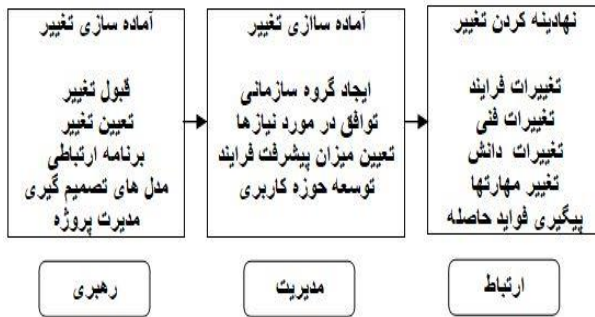 آماده سازی تغییر
قبول تغییر
تعیین تغییر
برنامه ارتباطی
مدل های تصمیم گیری
مدیرت پروژه
آماده ساازی تغییر
ایجاد گروه سازمانی
توافق در مورد نیازها
تعیین میزان پیشرفت فرایند
توسعه حوزه کاربری
نهادینه کردن تغییر
تغییرات فرایند
تغییرات فنی
تغییرات دانش
تغییر مهارتها
پیگیری فواید حاصله
رهبری
مدیریت
ارتباط